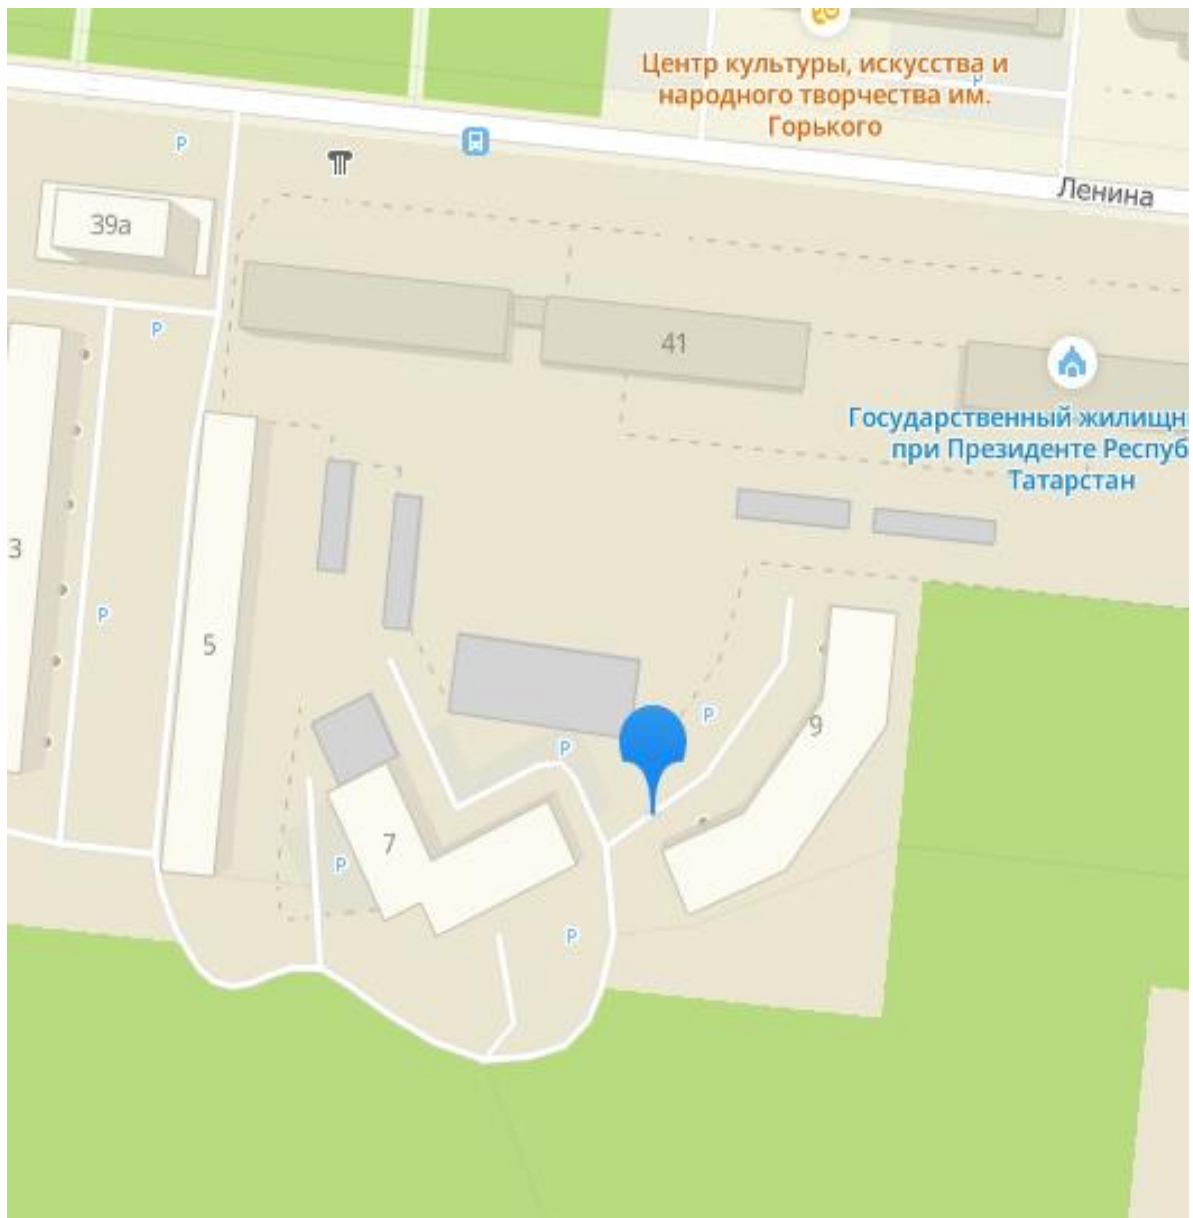 Центр культуры, искусства и
народного творчества им.
Горького
P
P
Ленина
39а
P
41
Государственный жилищн
при Президенте Респуб
Татарстан
3
P
5
P
9
P
7
P
P